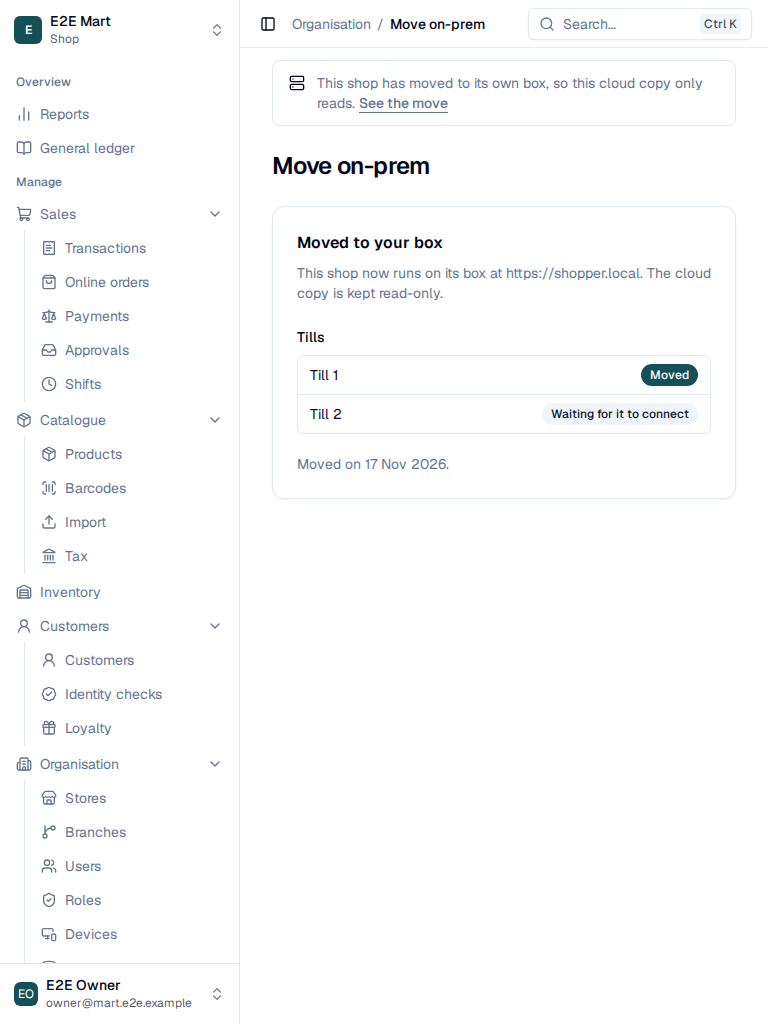 E2E Mart
Shop
E
Overview
Reports
General ledger
Manage
Sales
Transactions
Online orders
Payments
Approvals
Shifts
Catalogue
Products
Barcodes
Import
Tax
Inventory
Customers
Customers
Identity checks
Loyalty
Organisation
Stores
Branches
Users
Roles
Devices
EO
E2E Owner
owner@mart.e2e.example
Organisation / Move on-prem
Search...
Ctrl K
This shop has moved to its own box, so this cloud copy only
reads. See the move
Move on-prem
Moved to your box
This shop now runs on its box at https://shopper.local. The cloud
copy is kept read-only.
Tills
Till 1 Moved
Till 2 Waiting for it to connect
Moved on 17 Nov 2026.